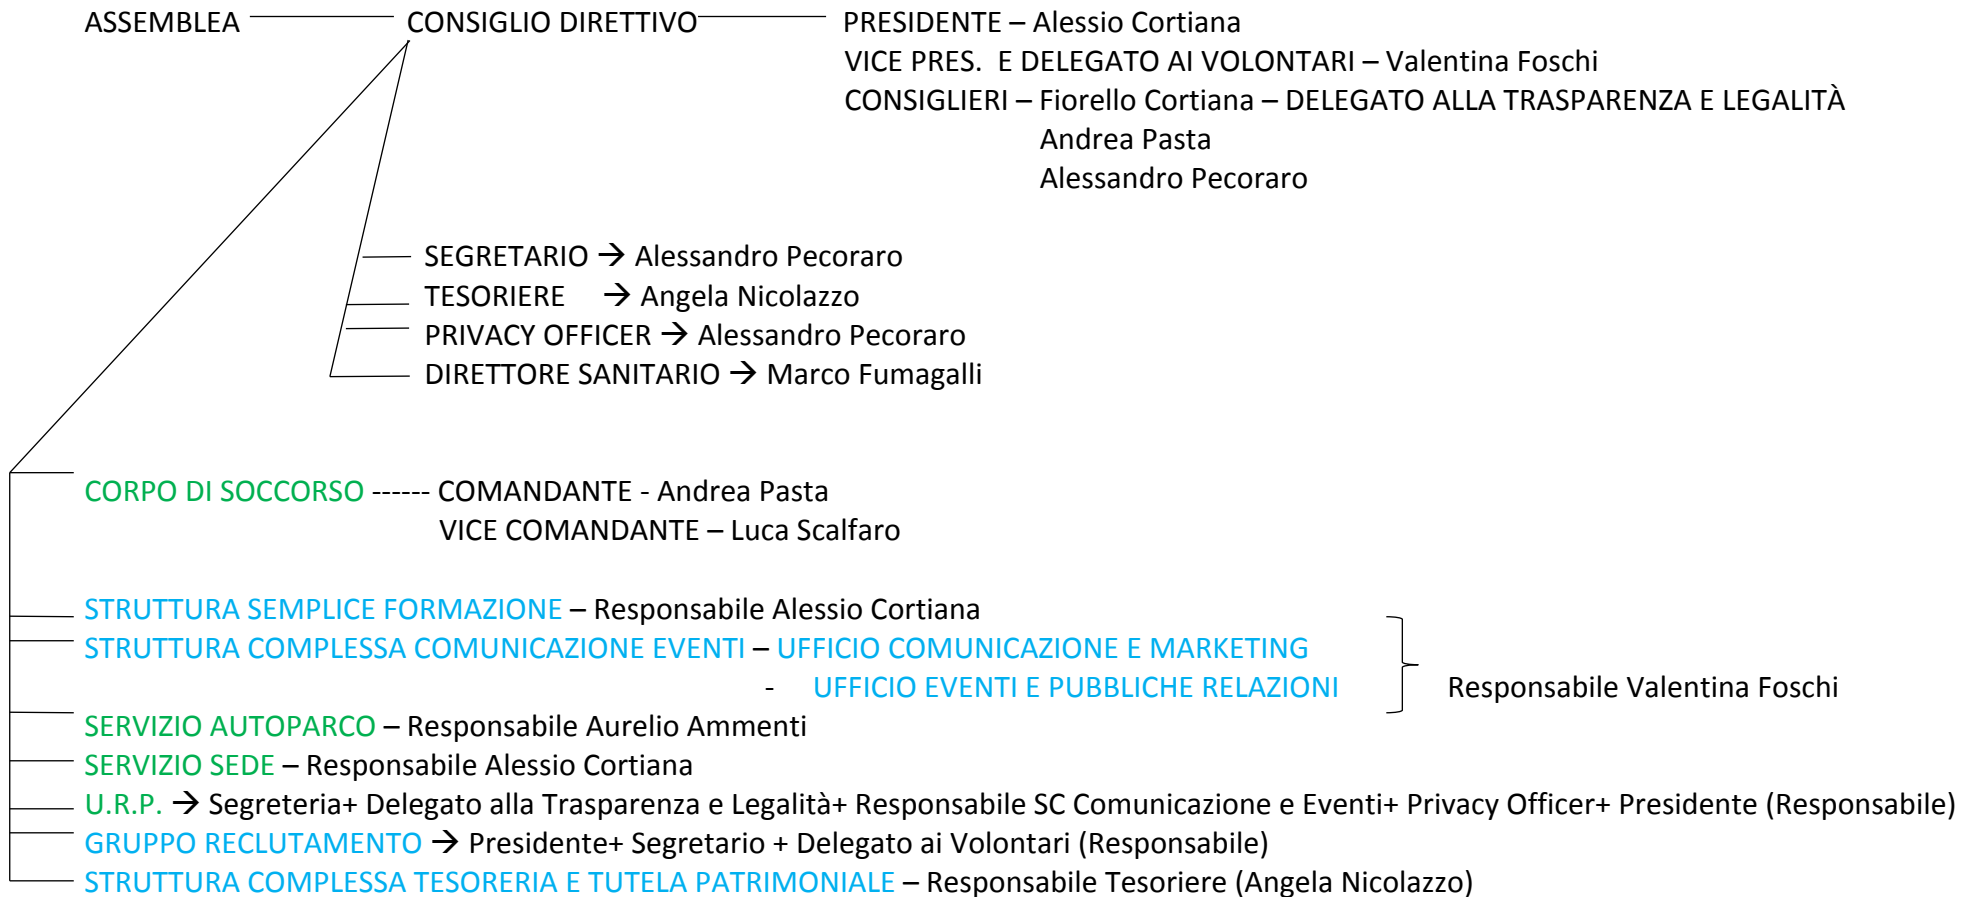 ASSEMBLEA CONSIGLIO DIRETTIVO PRESIDENTE – Alessio Cortiana
VICE PRES. E DELEGATO AI VOLONTARI – Valentina Foschi
CONSIGLIERI – Fiorello Cortiana – DELEGATO ALLA TRASPARENZA E LEGALITÀ
Andrea Pasta
Alessandro Pecoraro
SEGRETARIO → Alessandro Pecoraro
TESORIERE → Angela Nicolazzo
PRIVACY OFFICER → Alessandro Pecoraro
DIRETTORE SANITARIO → Marco Fumagalli
CORPO DI SOCCORSO ------ COMANDANTE - Andrea Pasta
VICE COMANDANTE – Luca Scalfaro
STRUTTURA SEMPLICE FORMAZIONE – Responsabile Alessio Cortiana
STRUTTURA COMPLESSA COMUNICAZIONE EVENTI – UFFICIO COMUNICAZIONE E MARKETING
- UFFICIO EVENTI E PUBBLICHE RELAZIONI Responsabile Valentina Foschi
SERVIZIO AUTOPARCO – Responsabile Aurelio Ammenti
SERVIZIO SEDE – Responsabile Alessio Cortiana
U.R.P. → Segreteria+ Delegato alla Trasparenza e Legalità+ Responsabile SC Comunicazione e Eventi+ Privacy Officer+ Presidente (Responsabile)
GRUPPO RECLUTAMENTO → Presidente+ Segretario + Delegato ai Volontari (Responsabile)
STRUTTURA COMPLESSA TESORERIA E TUTELA PATRIMONIALE – Responsabile Tesoriere (Angela Nicolazzo)